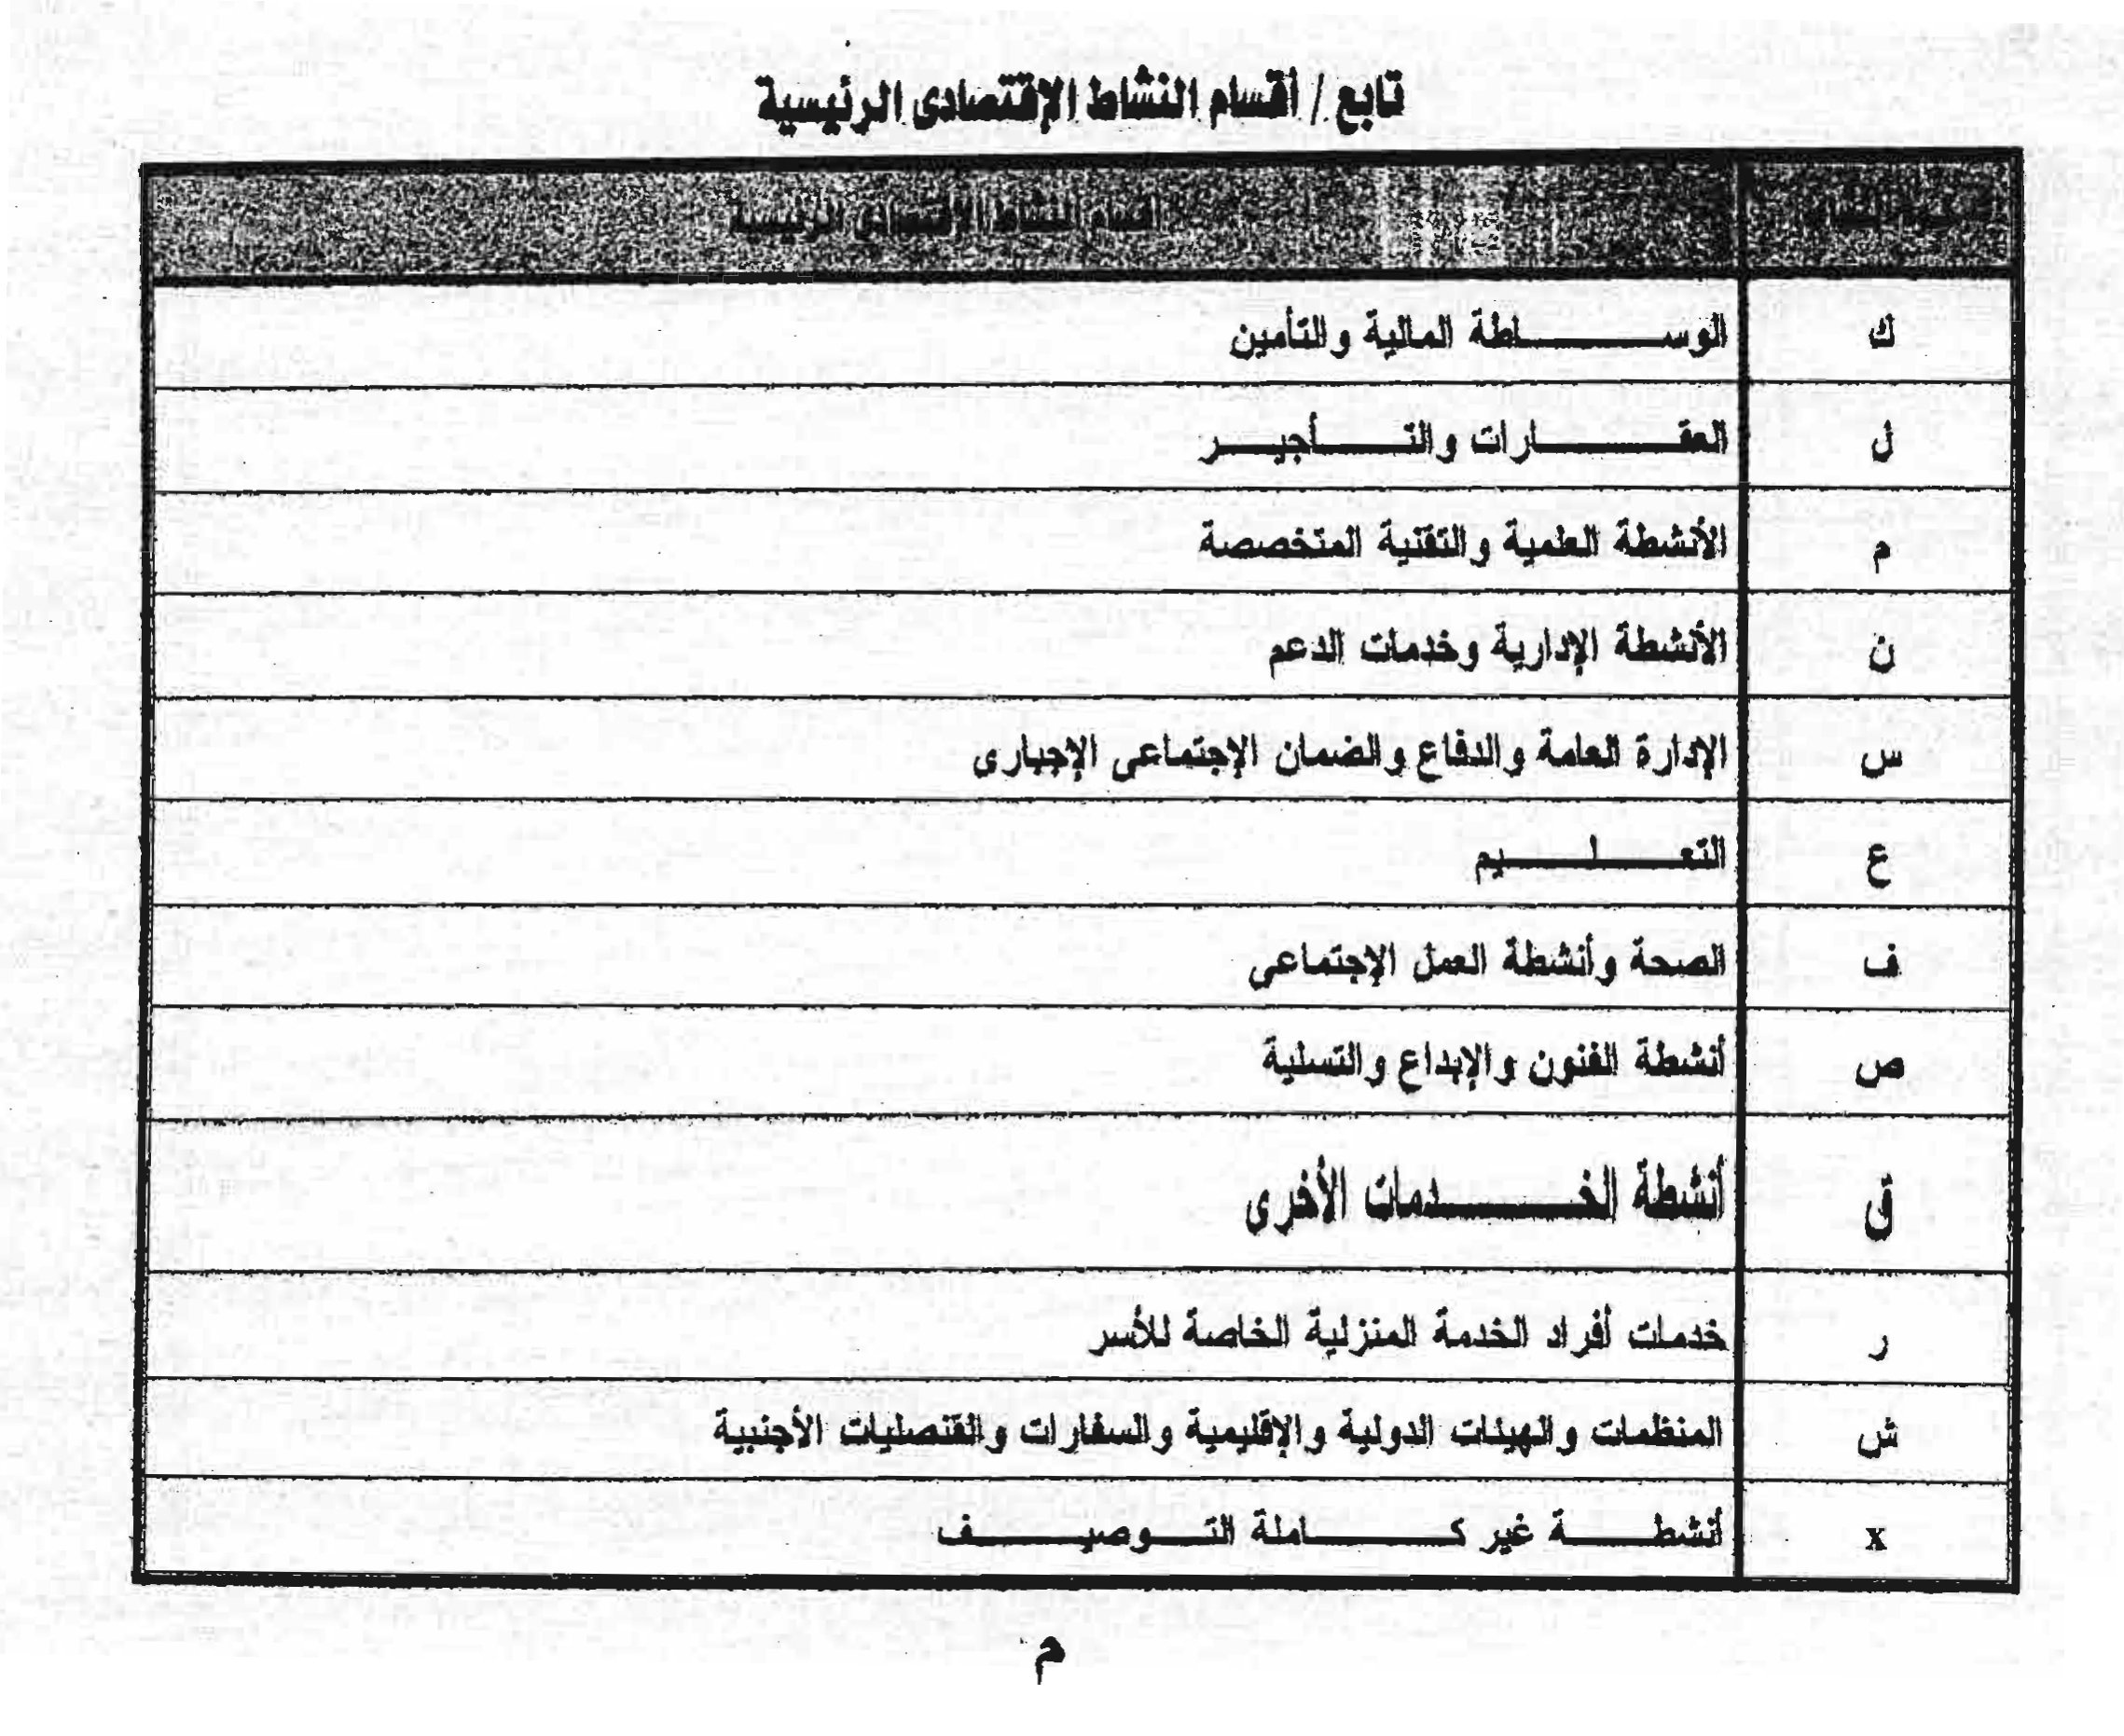 تابع / أقسام النشاط الإقتصادى الرئيسية
أقسام النشاط الإقتصادى الرئيسية
ك الوساطة المالية والتأمين
ل العقارات والتأجير
م الأنشطة العلمية والتقنية المتخصصة
ن الأنشطة الإدارية وخدمات الدعم
س الإدارة العامة والدفاع والضمان الإجتماعى الإجبارى
ع التعليم
ف الصحة وأنشطة العمل الإجتماعى
ص أنشطة الفنون والإبداع والتسلية
ق أنشطة الخدمات الأخرى
ر خدمات أفراد الخدمة المنزلية الخاصة للأسر
ش المنظمات والهيئات الدولية والإقليمية والسفارات والقنصليات الأجنبية
x أنشطة غير كاملة التوصيف
م